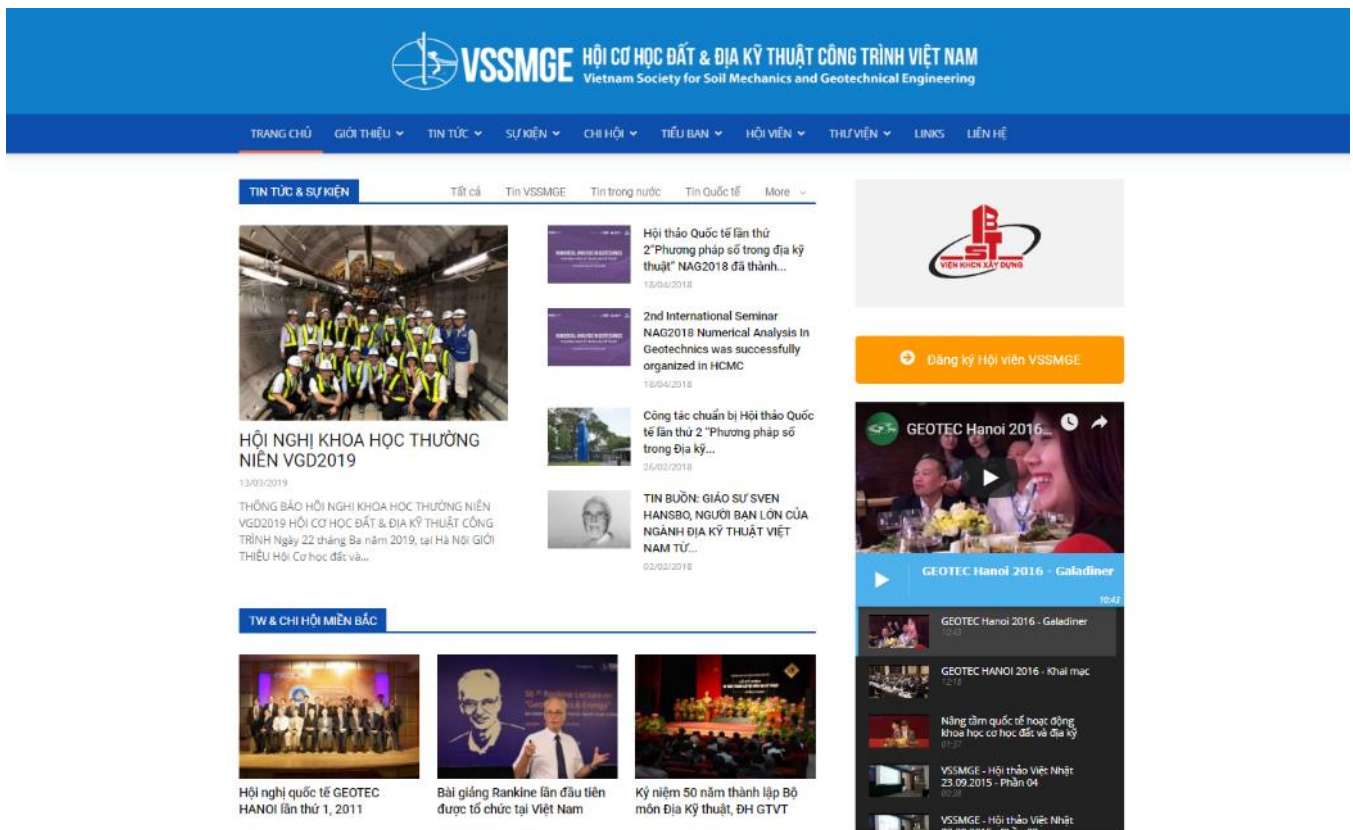 VSSMGE HỘI CƠ HỌC ĐẤT & ĐỊA KỸ THUẬT CÔNG TRÌNH VIỆT NAM
Vietnam Society for Soil Mechanics and Geotechnical Engineering
TRANG CHỦ GIỚI THIỆU TIN TỨC SỰ KIỆN CHI HỘI TIỂU BAN HỘI VIÊN THƯ VIỆN LINKS LIÊN HỆ
TIN TỨC & SỰ KIỆN Tất cả Tin VSSMGE Tin trong nước Tin Quốc tế More
HỘI NGHỊ KHOA HỌC THƯỜNG
NIÊN VGD2019
13/03/2019
THÔNG BÁO HỘI NGHỊ KHOA HỌC THƯỜNG NIÊN
VGD2019 HỘI CƠ HỌC ĐẤT & ĐỊA KỸ THUẬT CÔNG
TRÌNH Ngày 22 tháng Ba năm 2019, tại Hà Nội GIỚI
THIỆU Hội Cơ học đất và...
Hội thảo Quốc tế lần thứ
2"Phương pháp số trong địa kỹ
thuật" NAG2018 đã thành...
18/04/2018
2nd International Seminar
NAG2018 Numerical Analysis In
Geotechnics was successfully
organized in HCMC
18/04/2018
Công tác chuẩn bị Hội thảo Quốc
tế lần thứ 2 "Phương pháp số
trong Địa kỹ...
26/02/2018
TIN BUỒN: GIÁO SƯ SVEN
HANSBO, NGƯỜI BẠN LỚN CỦA
NGÀNH ĐỊA KỸ THUẬT VIỆT
NAM TỪ...
02/02/2018
TW & CHI HỘI MIỀN BẮC
Hội nghị quốc tế GEOTEC
HANOI lần thứ 1, 2011
Bài giảng Rankine lần đầu tiên
được tổ chức tại Việt Nam
Kỷ niệm 50 năm thành lập Bộ
môn Địa Kỹ thuật, ĐH GTVT
IBST
VIỆN KHCN XÂY DỰNG
Đăng ký Hội viên VSSMGE
GEOTEC Hanoi 2016...
GEOTEC Hanoi 2016 - Galadiner
10:43
GEOTEC Hanoi 2016 - Galadiner
10:43
GEOTEC HANOI 2016 - Khai mạc
12:18
Nâng tầm quốc tế hoạt động
khoa học cơ học đất và địa kỹ
01:37
VSSMGE - Hội thảo Việt Nhật
23.09.2015 - Phần 04
VSSMGE - Hội thảo Việt Nhật